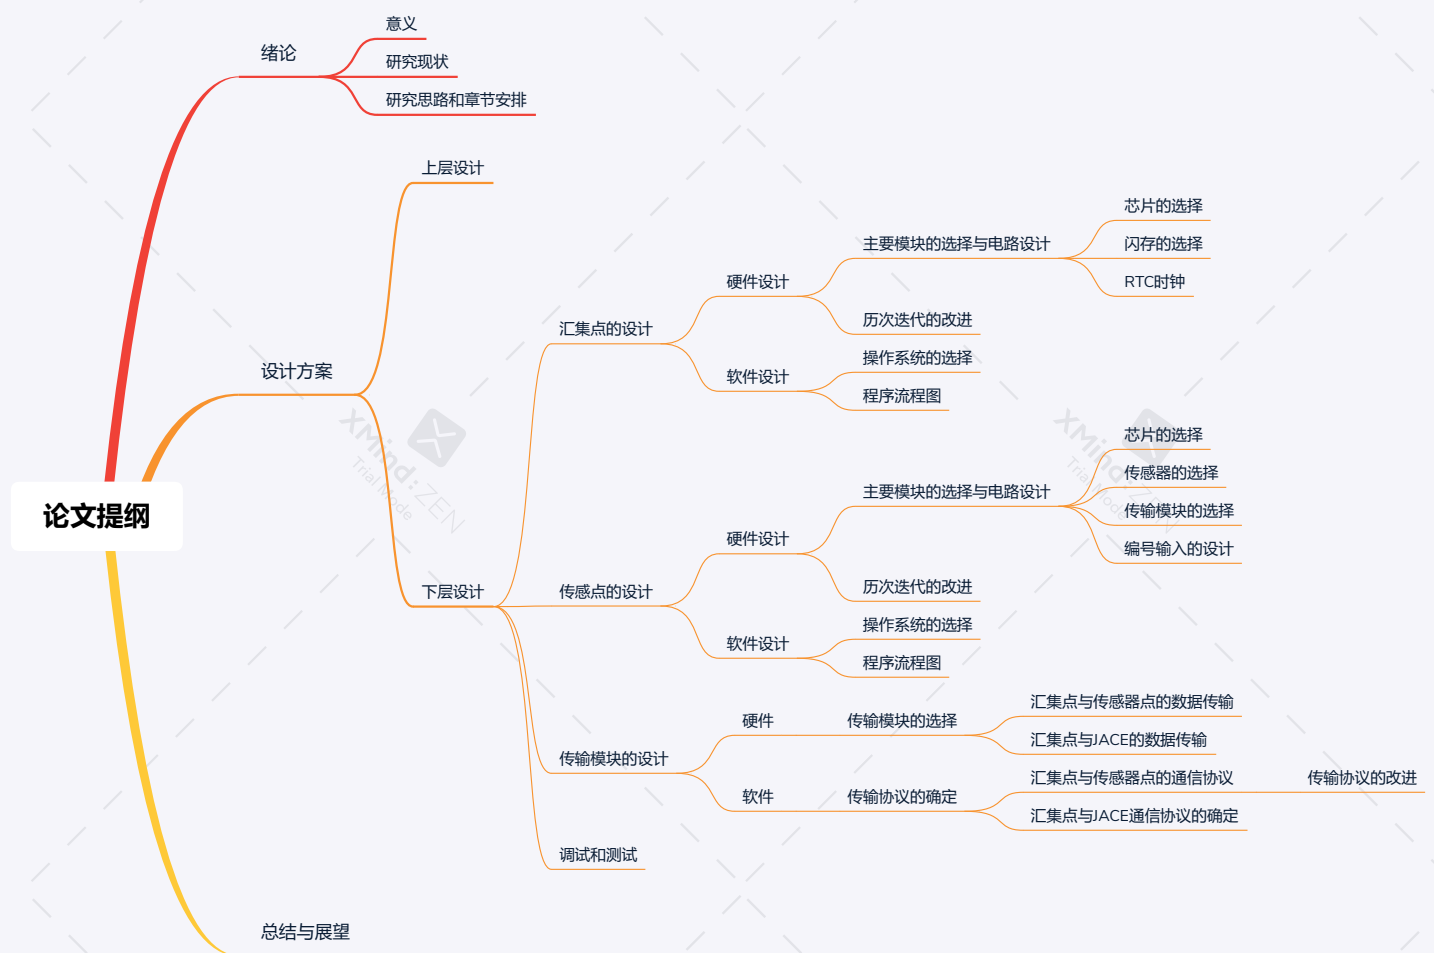 论文提纲
绪论
意义
研究现状
研究思路和章节安排
设计方案
上层设计
下层设计
汇集点的设计
硬件设计
主要模块的选择与电路设计
芯片的选择
闪存的选择
RTC时钟
历次迭代的改进
软件设计
操作系统的选择
程序流程图
传感点的设计
硬件设计
主要模块的选择与电路设计
芯片的选择
传感器的选择
传输模块的选择
编号输入的设计
历次迭代的改进
软件设计
操作系统的选择
程序流程图
传输模块的设计
硬件
传输模块的选择
汇集点与传感器点的数据传输
汇集点与JACE的数据传输
软件
传输协议的确定
汇集点与传感器点的通信协议
传输协议的改进
汇集点与JACE通信协议的确定
调试和测试
总结与展望
XMind:ZEN
Trial Mode
XMind:ZEN
Trial Mode